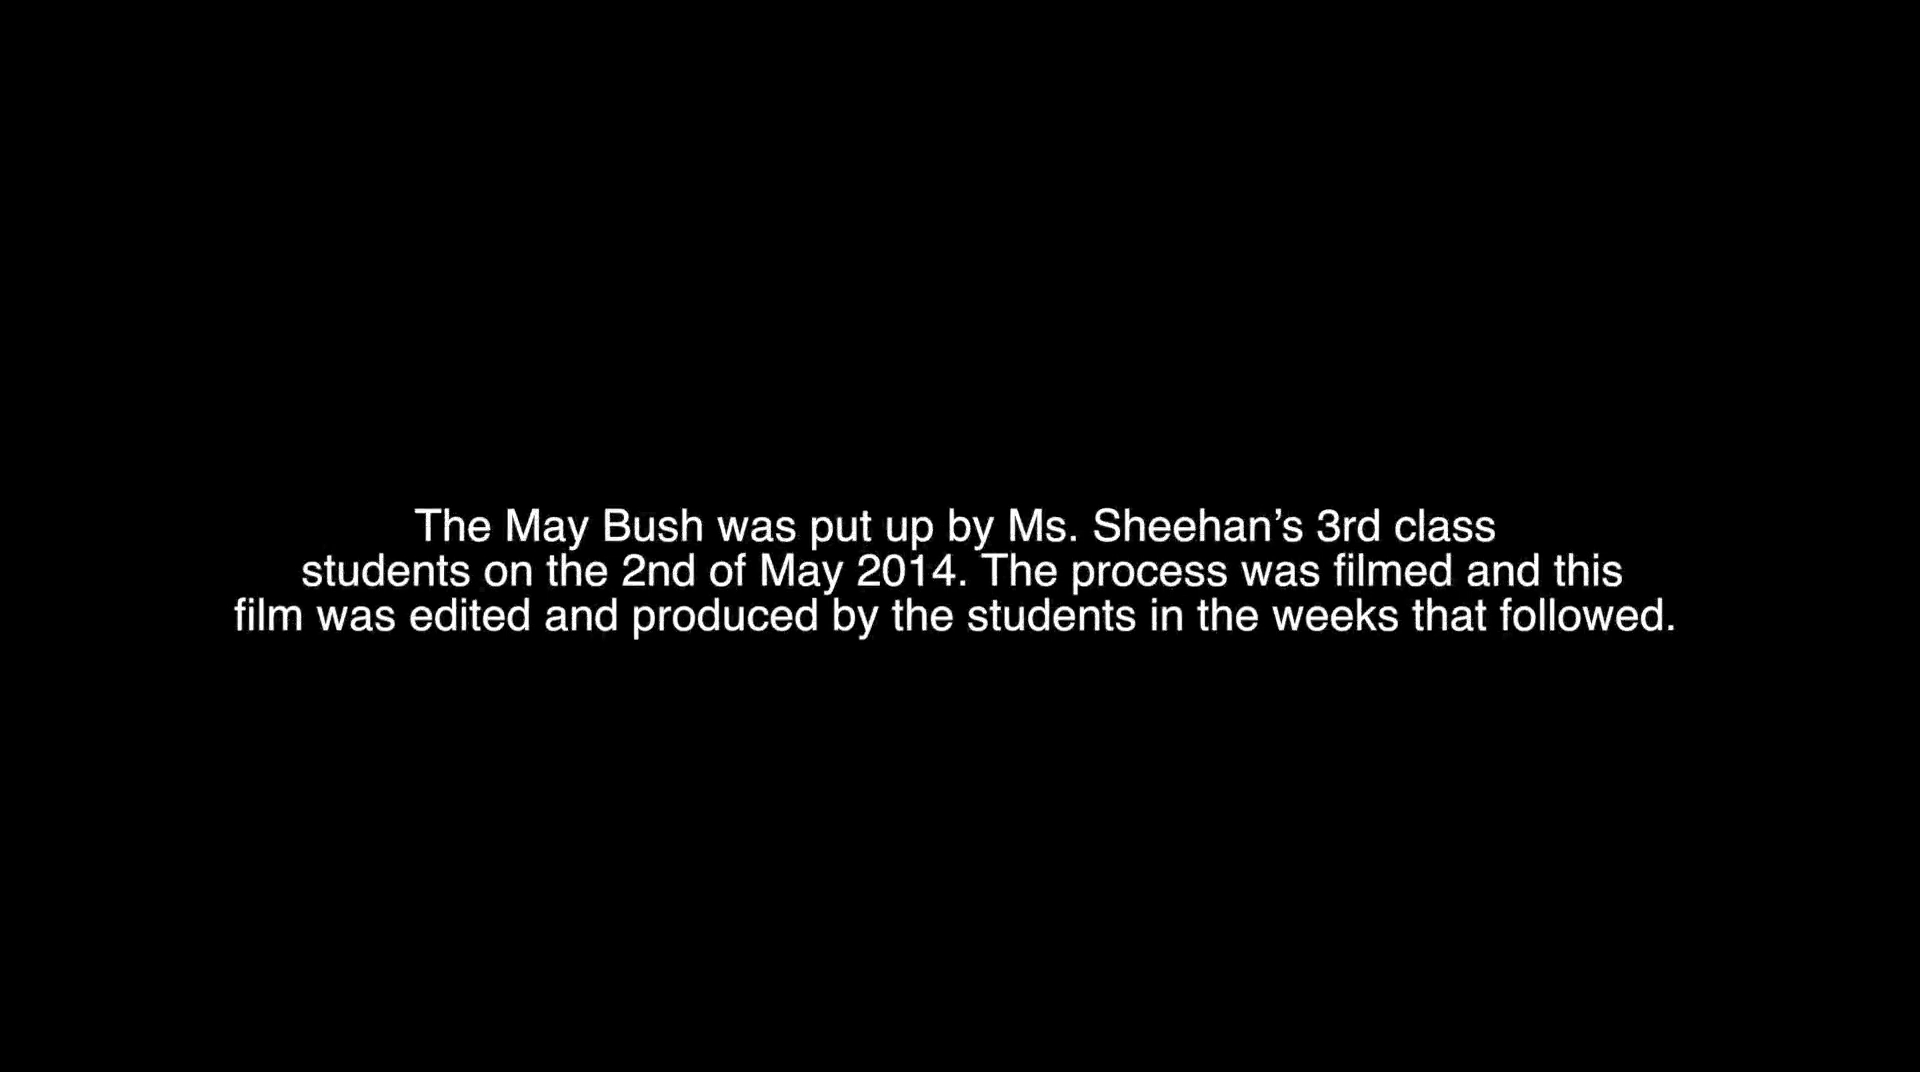 The May Bush was put up by Ms. Sheehan’s 3rd class
students on the 2nd of May 2014. The process was filmed and this
film was edited and produced by the students in the weeks that followed.